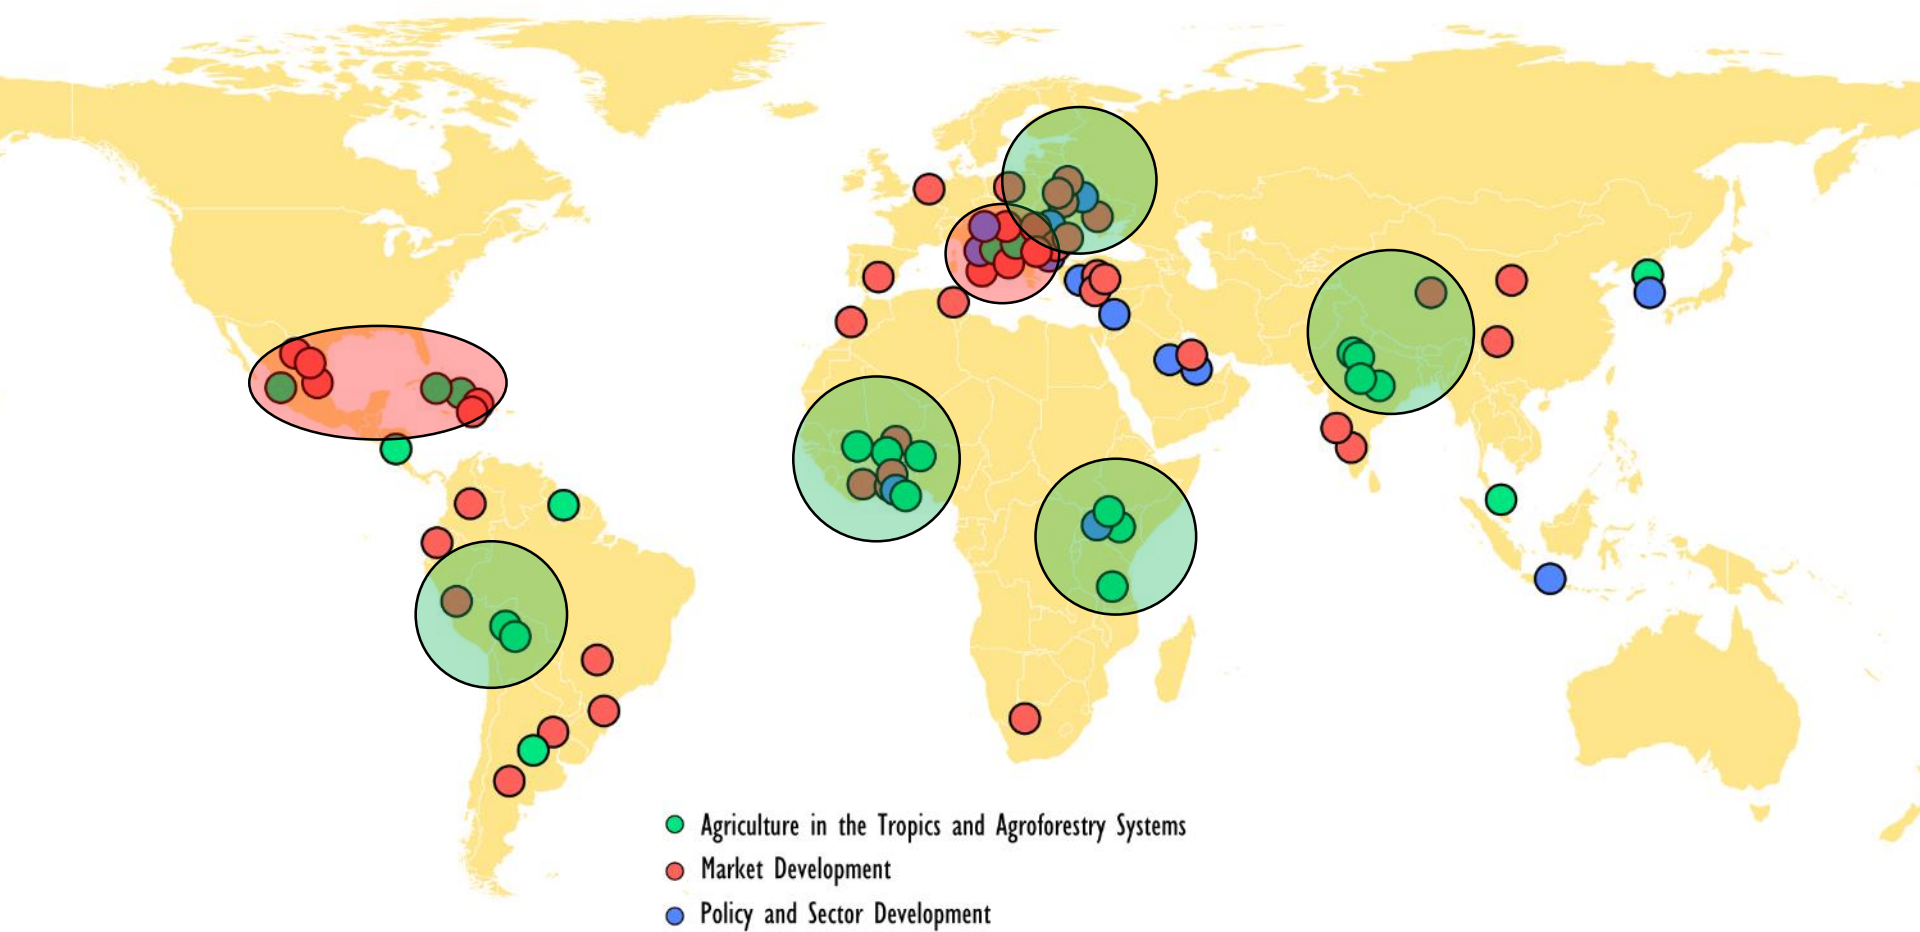 Agriculture in the Tropics and Agroforestry Systems
Market Development
Policy and Sector Development